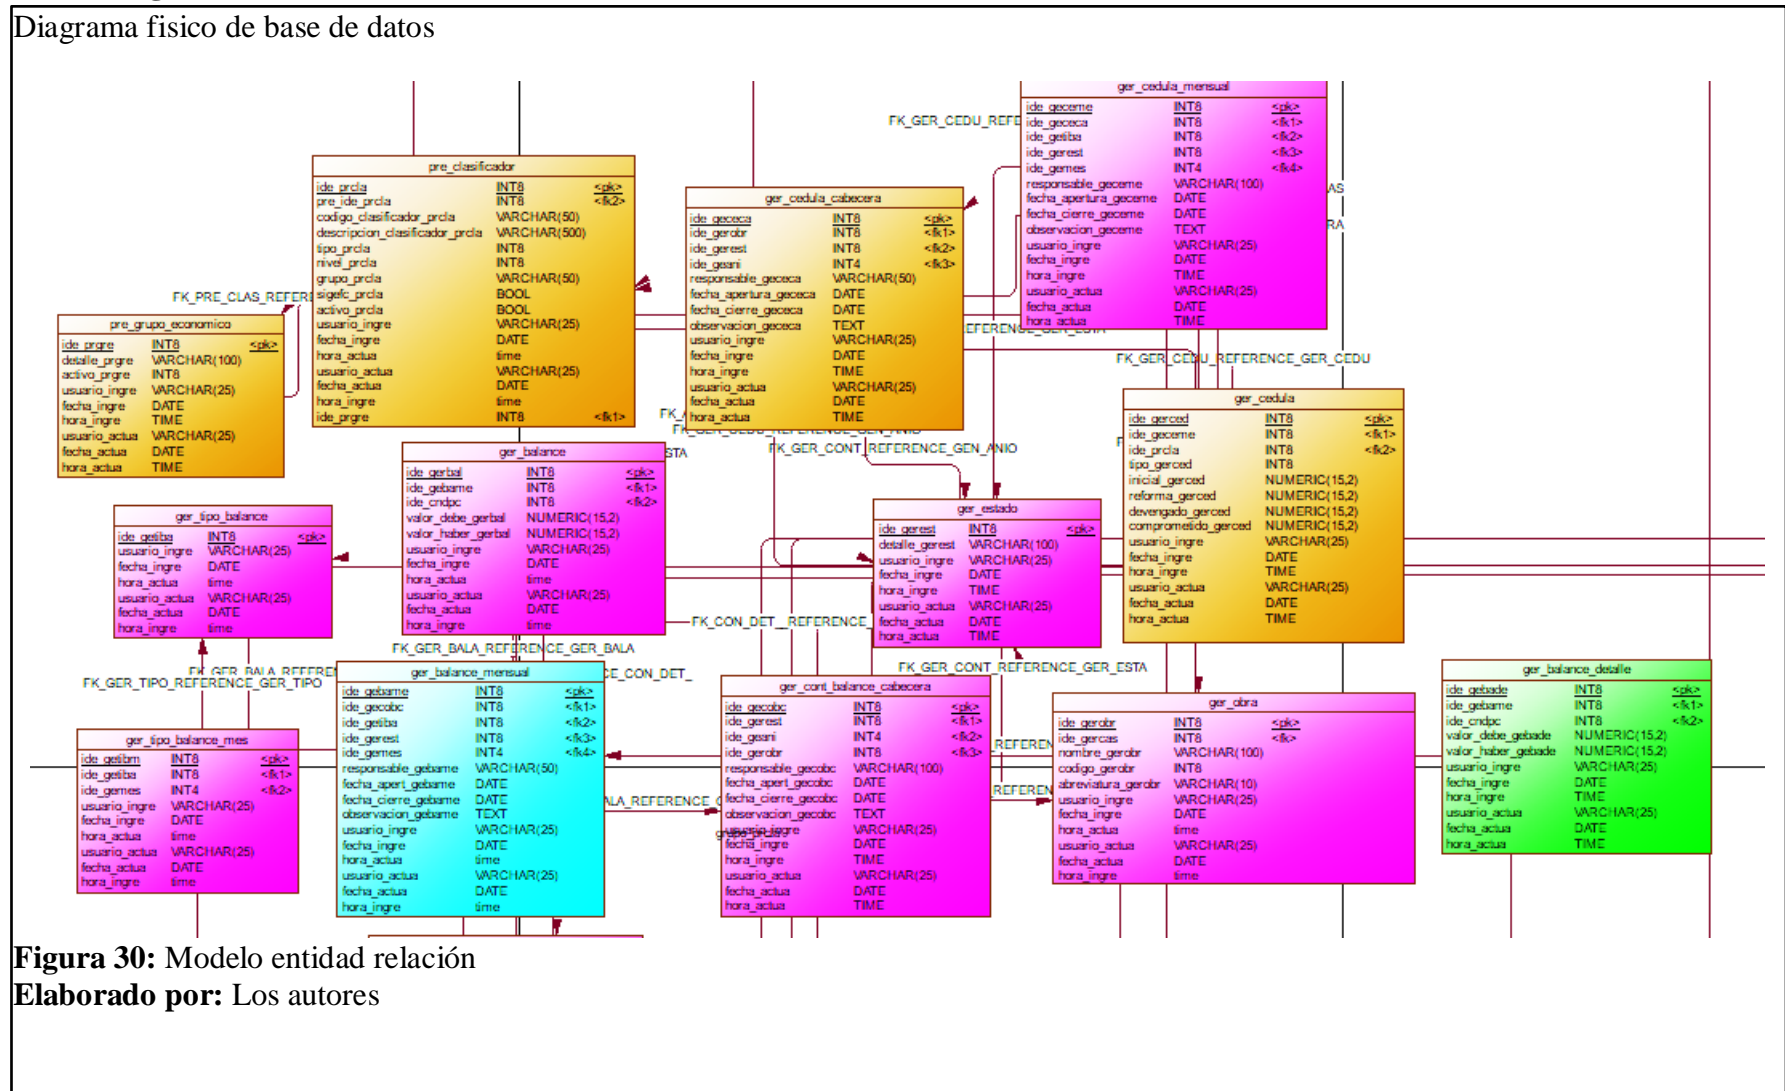 Diagrama fisico de base de datos
ger_cedula_mensual
ide_geceme INT8 <pk>
ide_gececa INT8 <fk1>
ide_getiba INT8 <fk2>
ide_gerest INT8 <fk3>
ide_gemes INT4 <fk4>
responsable_geceme VARCHAR(100)
fecha_apertura_geceme DATE
fecha_cierre_geceme DATE
observacion_geceme TEXT
usuario_ingre VARCHAR(25)
fecha_ingre DATE
hora_ingre TIME
usuario_actua VARCHAR(25)
fecha_actua DATE
hora_actua TIME
FK_GER_CEDU_REFE
AS
RA
pre_clasificador
ide_prcla INT8 <pk>
pre_ide_prcla INT8 <fk2>
codigo_clasificador_prcla VARCHAR(50)
descripcion_clasificador_prcla VARCHAR(500)
tipo_prcla INT8
nivel_prcla INT8
grupo_prcla VARCHAR(50)
sigefc_prcla BOOL
activo_prcla BOOL
usuario_ingre VARCHAR(25)
fecha_ingre DATE
hora_actua time
usuario_actua VARCHAR(25)
fecha_actua DATE
hora_ingre time
ide_prgre INT8 <fk1>
ger_cedula_cabecera
ide_gececa INT8 <pk>
ide_gerobr INT8 <fk1>
ide_gerest INT8 <fk2>
ide_geani INT4 <fk3>
responsable_gececa VARCHAR(50)
fecha_apertura_gececa DATE
fecha_cierre_gececa DATE
observacion_gececa TEXT
usuario_ingre VARCHAR(25)
fecha_ingre DATE
hora_ingre TIME
usuario_actua VARCHAR(25)
fecha_actua DATE
hora_actua TIME
FK_PRE_CLAS_REFERE
EFERENCE_GER_ESTA
FK_GER_CEDU_REFERENCE_GER_CEDU
pre_grupo_economico
ide_prgre INT8 <pk>
detalle_prgre VARCHAR(100)
activo_prgre INT8
usuario_ingre VARCHAR(25)
fecha_ingre DATE
hora_ingre TIME
usuario_actua VARCHAR(25)
fecha_actua DATE
hora_actua TIME
ger_cedula
ide_gerced INT8 <pk>
ide_geceme INT8 <fk1>
ide_prcla INT8 <fk2>
tipo_gerced INT8
inicial_gerced NUMERIC(15,2)
reforma_gerced NUMERIC(15,2)
devengado_gerced NUMERIC(15,2)
comprometido_gerced NUMERIC(15,2)
usuario_ingre VARCHAR(25)
fecha_ingre DATE
hora_ingre TIME
usuario_actua VARCHAR(25)
fecha_actua DATE
hora_actua TIME
FK_GER_CEDU_REFERENCE_GEN_ANIO
FK_GER_CONT_REFERENCE_GEN_ANIO
STA
ger_balance
ide_gerbal INT8 <pk>
ide_gebame INT8 <fk1>
ide_cndpc INT8 <fk2>
valor_debe_gerbal NUMERIC(15,2)
valor_haber_gerbal NUMERIC(15,2)
usuario_ingre VARCHAR(25)
fecha_ingre DATE
hora_actua time
usuario_actua VARCHAR(25)
fecha_actua DATE
hora_ingre time
ger_tipo_balance
ide_getiba INT8 <pk>
usuario_ingre VARCHAR(25)
fecha_ingre DATE
hora_actua time
usuario_actua VARCHAR(25)
fecha_actua DATE
hora_ingre time
ger_estado
ide_gerest INT8 <pk>
detalle_gerest VARCHAR(100)
usuario_ingre VARCHAR(25)
fecha_ingre DATE
hora_ingre TIME
usuario_actua VARCHAR(25)
fecha_actua DATE
hora_actua TIME
FK_CON_DET__REFERENCE_
FK_GER_BALA_REFERENCE_GER_BALA
FK_GER_BALA_REFEREN
FK_GER_TIPO_REFERENCE_GER_TIPO
CE_CON_DET_
FK_GER_CONT_REFERENCE_GER_ESTA
ger_balance_mensual
ide_gebame INT8 <pk>
ide_gecobc INT8 <fk1>
ide_getiba INT8 <fk2>
ide_gerest INT8 <fk3>
ide_gemes INT4 <fk4>
responsable_gebame VARCHAR(50)
fecha_apert_gebame DATE
fecha_cierre_gebame DATE
observacion_gebame TEXT
usuario_ingre VARCHAR(25)
fecha_ingre DATE
hora_actua time
usuario_actua VARCHAR(25)
fecha_actua DATE
hora_ingre time
ger_cont_balance_cabecera
ide_gecobc INT8 <pk>
ide_gerest INT8 <fk1>
ide_geani INT4 <fk2>
ide_gerobr INT8 <fk3>
responsable_gecobc VARCHAR(100)
fecha_apert_gecobc DATE
fecha_cierre_gecobc DATE
observacion_gecobc TEXT
usuario_ingre VARCHAR(25)
fecha_ingre DATE
hora_ingre TIME
usuario_actua VARCHAR(25)
fecha_actua DATE
hora_actua TIME
ger_obra
ide_gerobr INT8 <pk>
ide_gercas INT8 <fk>
nombre_gerobr VARCHAR(100)
codigo_gerobr INT8
abreviatura_gerobr VARCHAR(10)
usuario_ingre VARCHAR(25)
fecha_ingre DATE
hora_actua time
usuario_actua VARCHAR(25)
fecha_actua DATE
hora_ingre time
ger_balance_detalle
ide_gebade INT8 <pk>
ide_gebame INT8 <fk1>
ide_cndpc INT8 <fk2>
valor_debe_gebade NUMERIC(15,2)
valor_haber_gebade NUMERIC(15,2)
usuario_ingre VARCHAR(25)
fecha_ingre DATE
hora_ingre TIME
usuario_actua VARCHAR(25)
fecha_actua DATE
hora_actua TIME
ger_tipo_balance_mes
ide_getibm INT8 <pk>
ide_getiba INT8 <fk1>
ide_gemes INT4 <fk2>
usuario_ingre VARCHAR(25)
fecha_ingre DATE
hora_actua time
usuario_actua VARCHAR(25)
fecha_actua DATE
hora_ingre time
REFEREN
ALA_REFERENCE_G
REFEREN
Figura 30: Modelo entidad relación
Elaborado por: Los autores